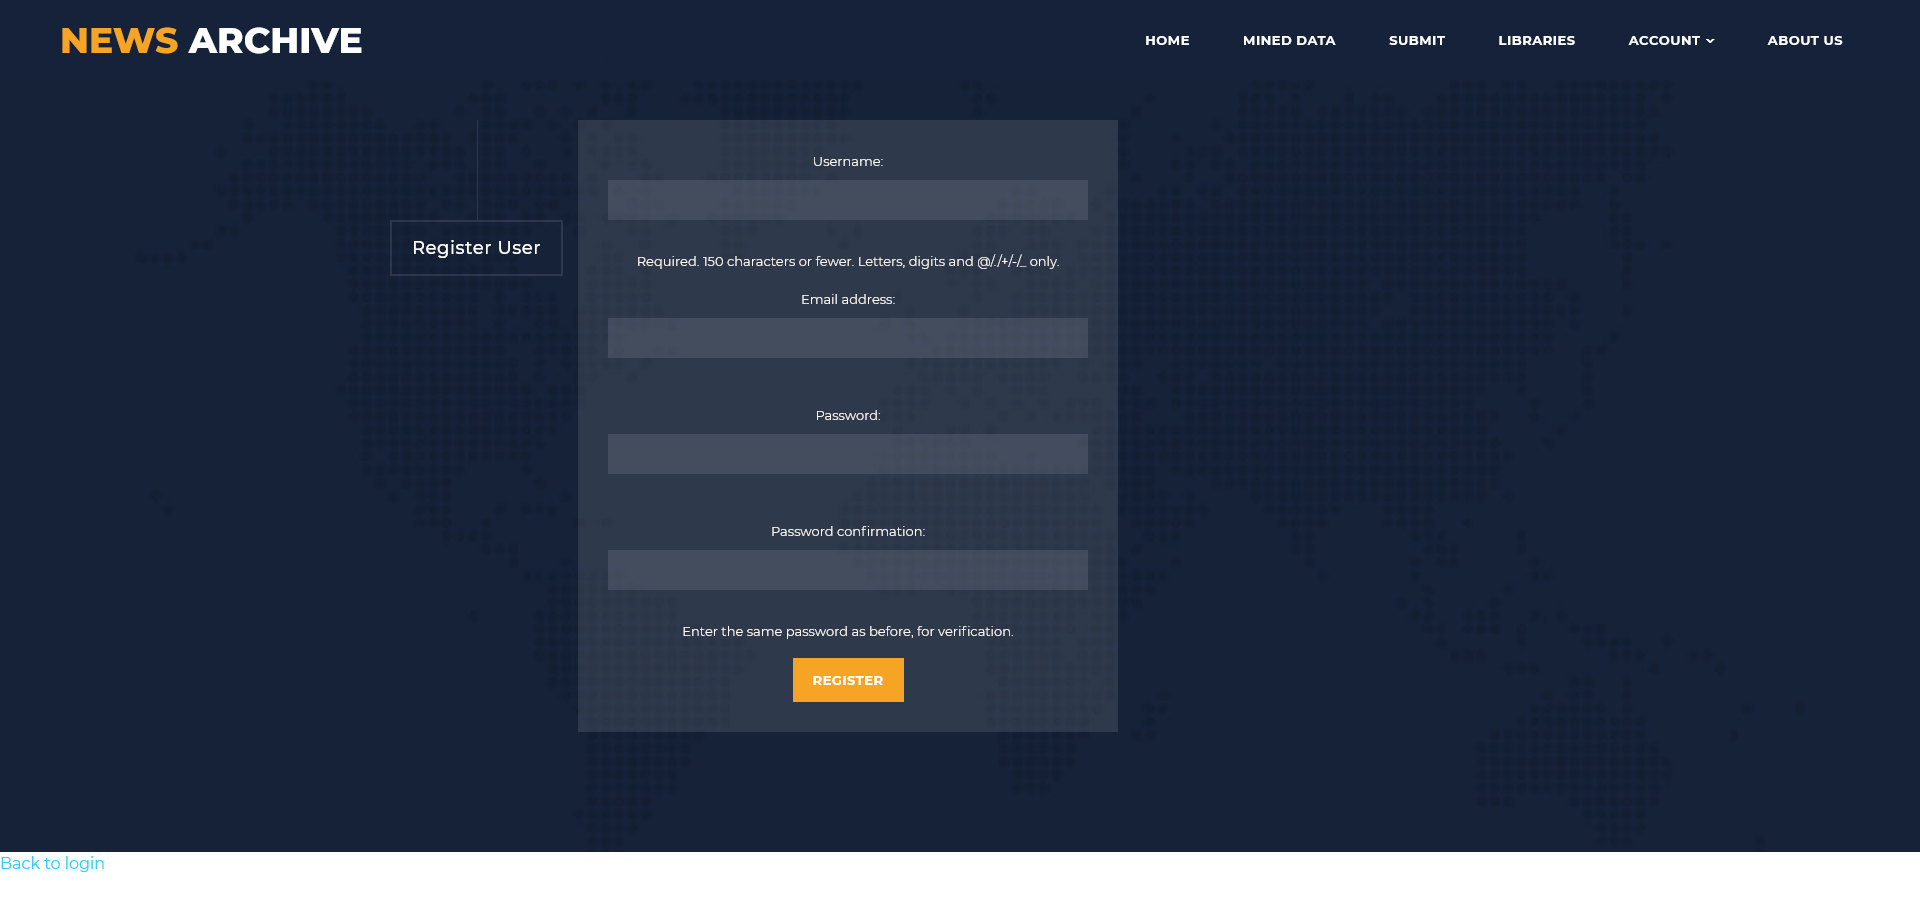 NEWS ARCHIVE
HOME
MINED DATA
SUBMIT
LIBRARIES
ACCOUNT
ABOUT US
Register User
Username:
Required. 150 characters or fewer. Letters, digits and @/./+/-/_ only.
Email address:
Password:
Password confirmation:
Enter the same password as before, for verification.
REGISTER
Back to login